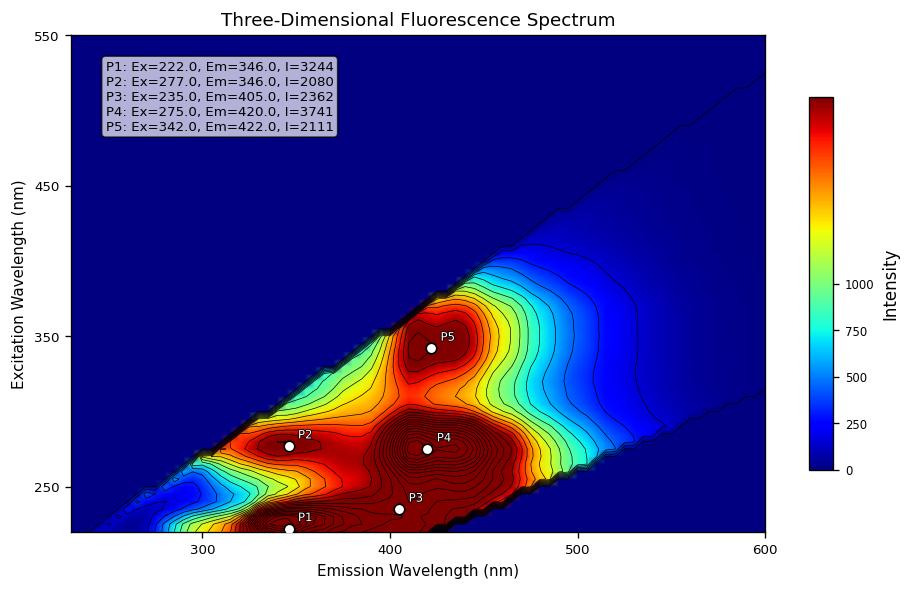 Three-Dimensional Fluorescence Spectrum
P1: Ex=222.0, Em=346.0, I=3244
P2: Ex=277.0, Em=346.0, I=2080
P3: Ex=235.0, Em=405.0, I=2362
P4: Ex=275.0, Em=420.0, I=3741
P5: Ex=342.0, Em=422.0, I=2111
550
450
350
250
Excitation Wavelength (nm)
P5
P2
P4
P3
P1
300
400
500
600
Emission Wavelength (nm)
1000
750
500
250
0
Intensity